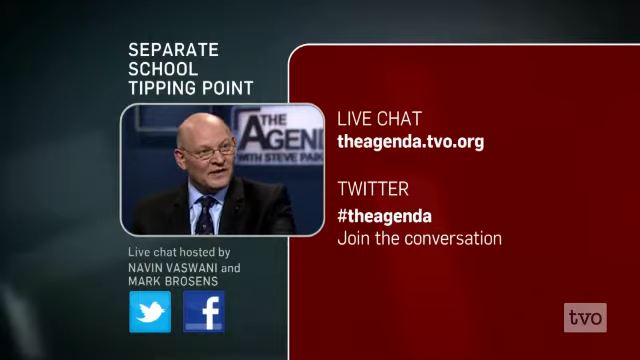 SEPARATE
SCHOOL
TIPPING POINT
THE
AGEN
WITH STEVE PAIK
Live chat hosted by
NAVIN VASWANI and
MARK BROSENS
LIVE CHAT
theagenda.tvo.org
TWITTER
#theagenda
Join the conversation
tvo